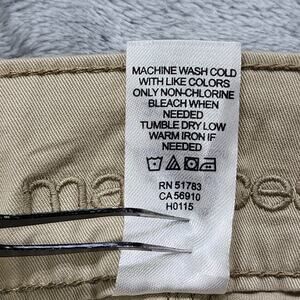 MACHINE WASH COLD
WITH LIKE COLORS
ONLY NON-CHLORINE
BLEACH WHEN
NEEDED
TUMBLE DRY LOW
WARM IRON IF
NEEDED
RN 51783
CA 56910
H0115